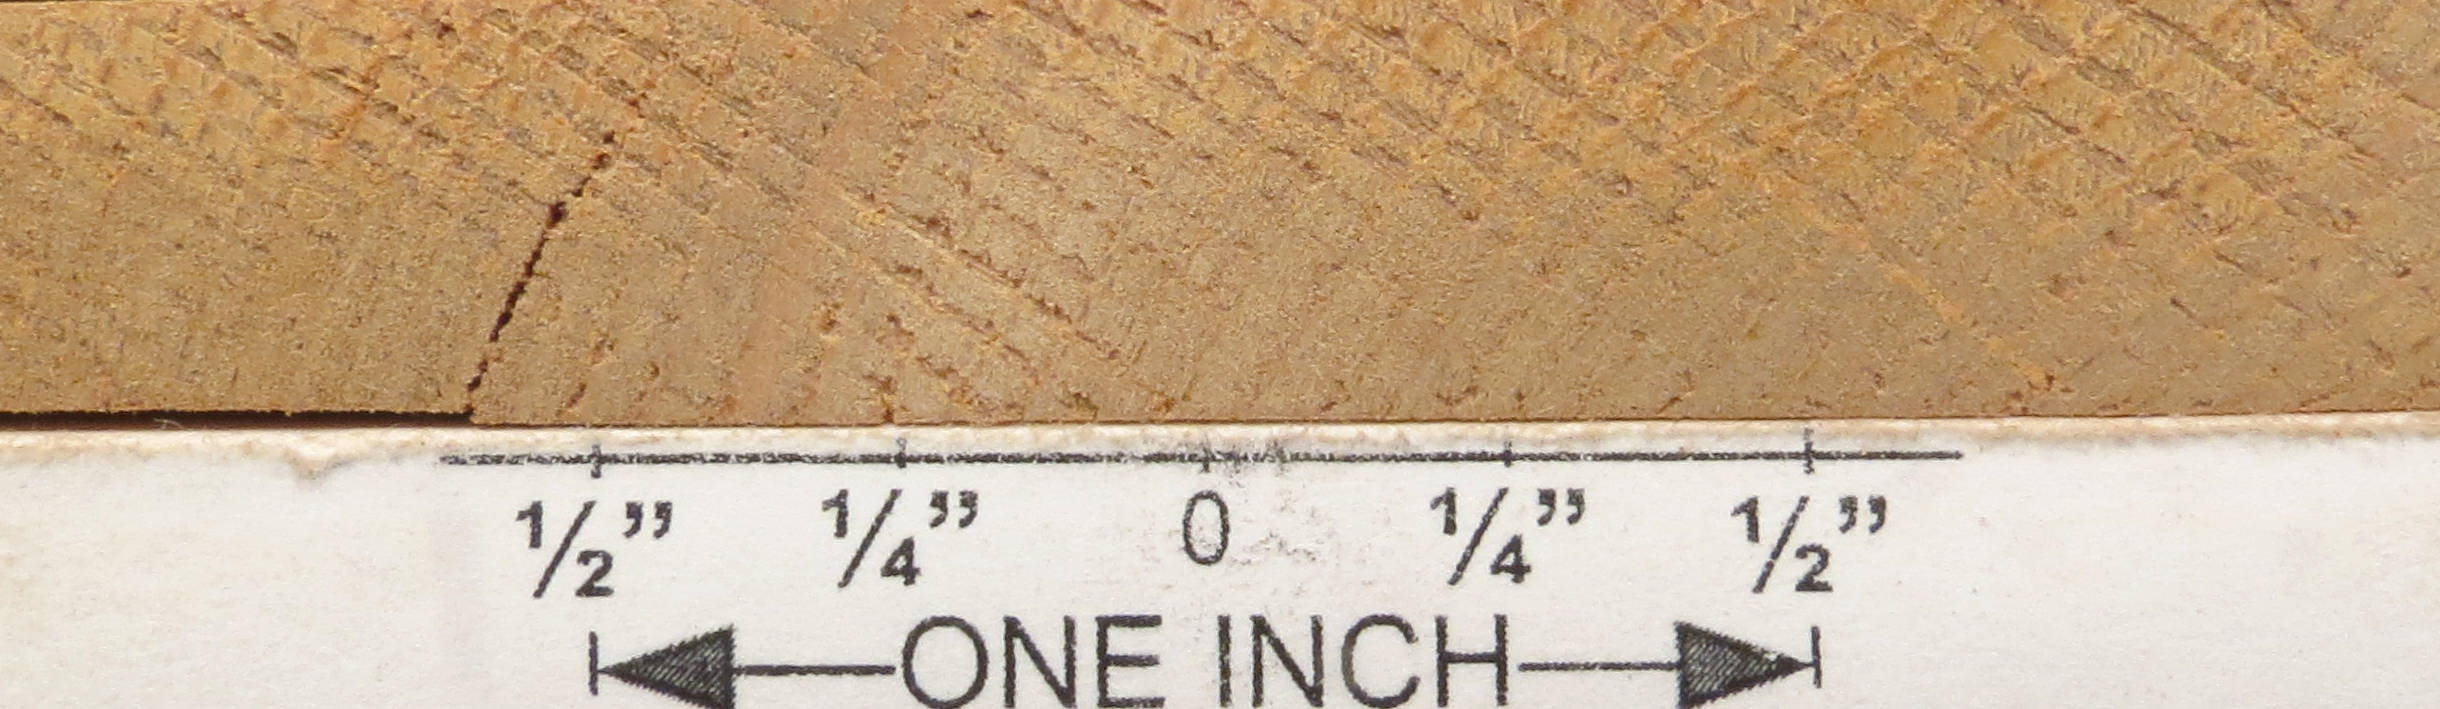 1/2” 1/4” 0 1/4” 1/2”
ONE INCH